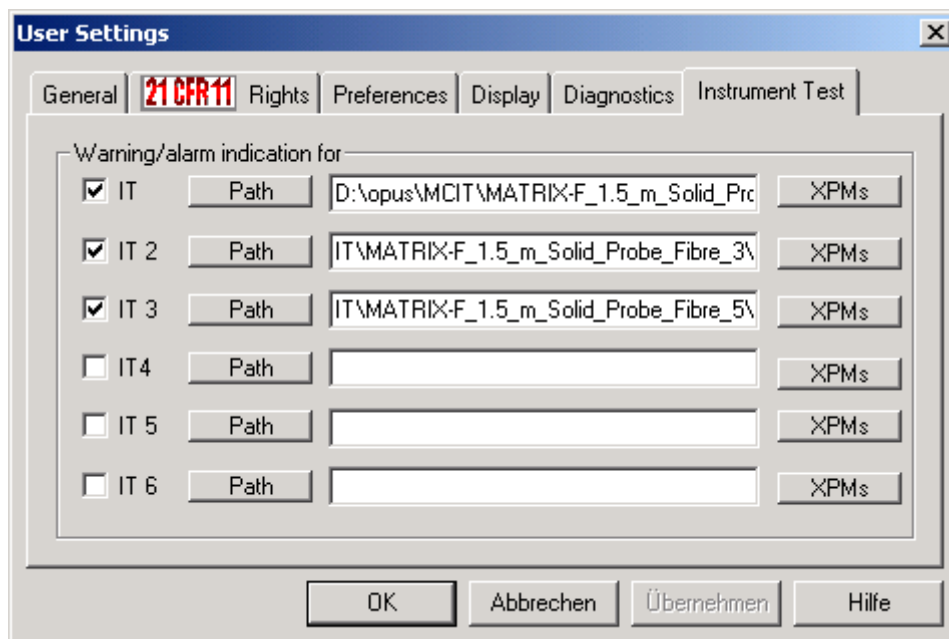 User Settings
General 21 CFR 11 Rights Preferences Display Diagnostics Instrument Test
Warning/alarm indication for
IT Path D:\opus\MCIT\MATRIX-F_1.5_m_Solid_Prc XPMs
IT 2 Path IT\MATRIX-F_1.5_m_Solid_Probe_Fibre_3\ XPMs
IT 3 Path IT\MATRIX-F_1.5_m_Solid_Probe_Fibre_5\ XPMs
IT4 Path XPMs
IT 5 Path XPMs
IT 6 Path XPMs
OK Abbrechen Übernehmen Hilfe